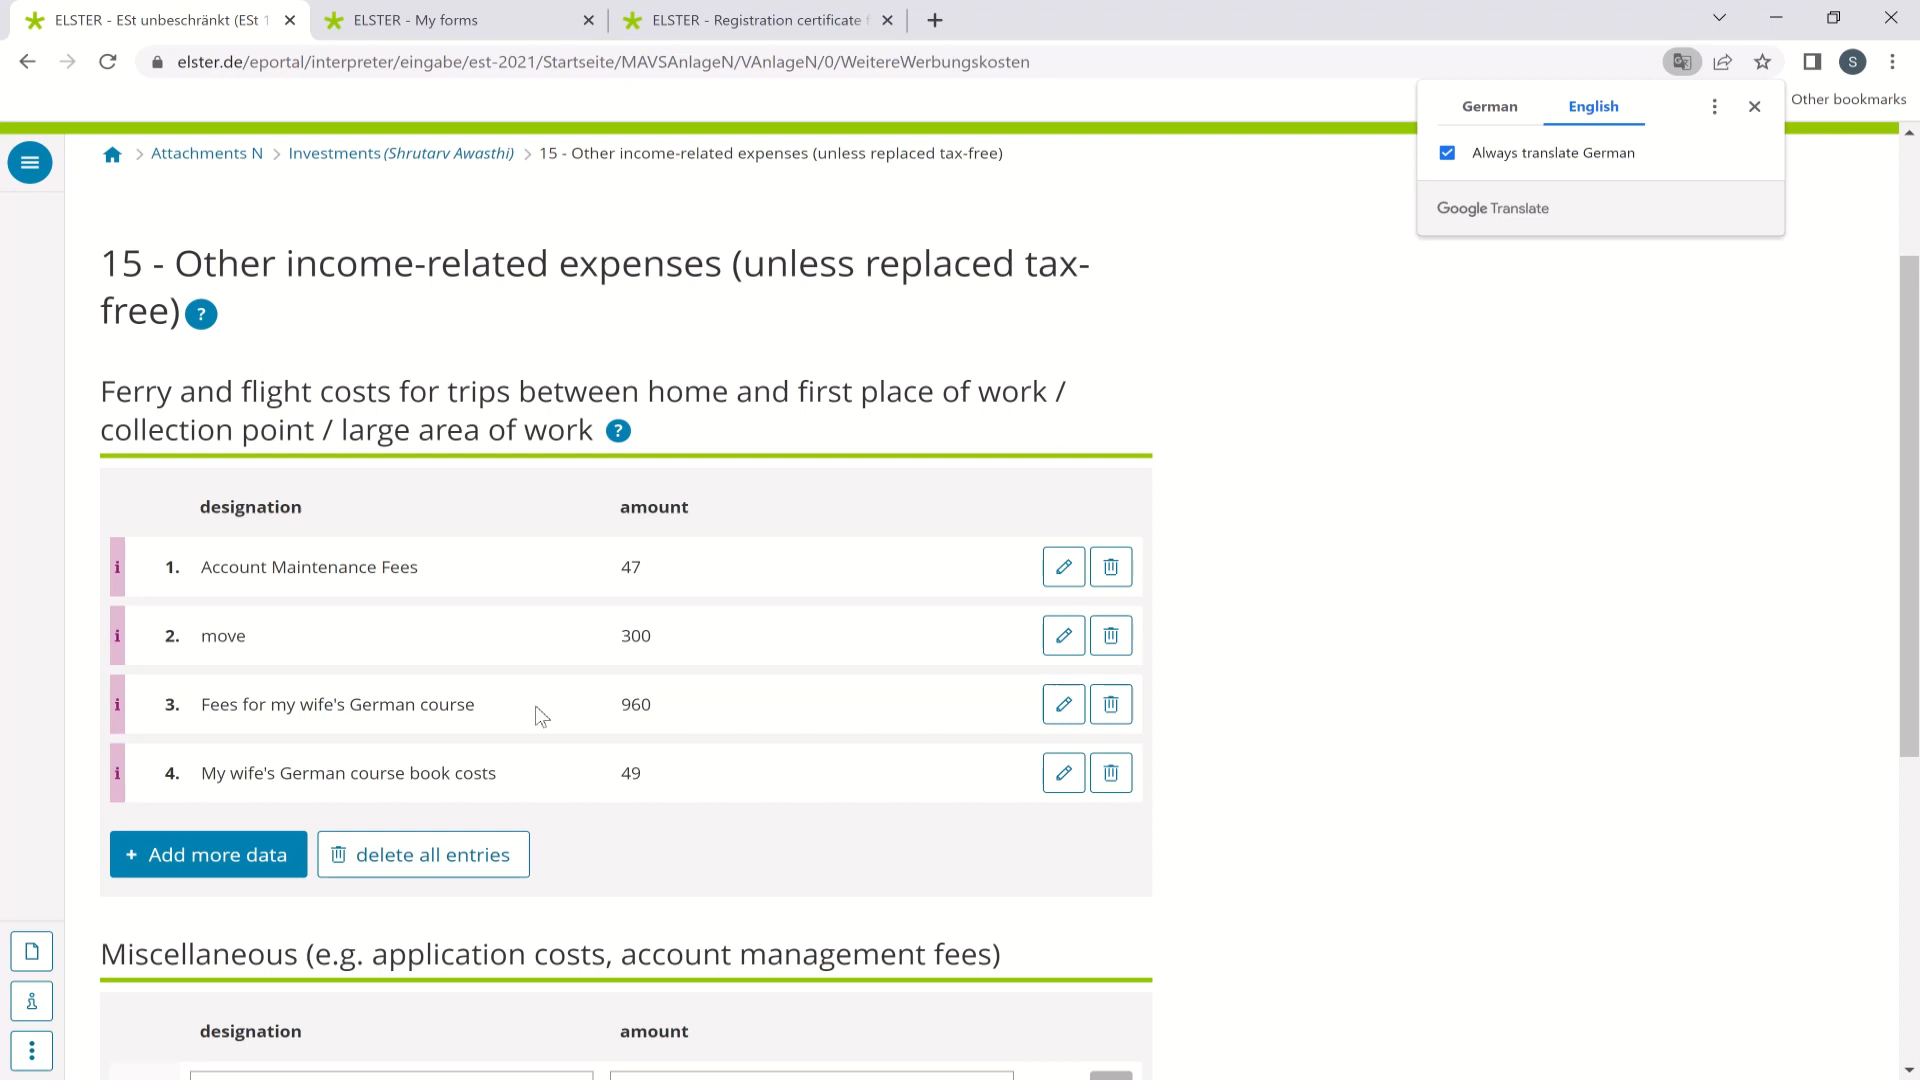 ELSTER - ESt unbeschränkt (ESt 1
ELSTER - My forms
ELSTER - Registration certificate f
elster.de/eportal/interpreter/eingabe/est-2021/Startseite/MAVSAnlageN/VAnlageN/0/WeitereWerbungskosten
S
Other bookmarks
German English
Always translate German
Google Translate
Attachments N > Investments (Shrutarv Awasthi) > 15 - Other income-related expenses (unless replaced tax-free)
15 - Other income-related expenses (unless replaced tax-
free) ?
Ferry and flight costs for trips between home and first place of work /
collection point / large area of work ?
designation amount
i 1. Account Maintenance Fees 47
i 2. move 300
i 3. Fees for my wife's German course 960
i 4. My wife's German course book costs 49
+ Add more data delete all entries
Miscellaneous (e.g. application costs, account management fees)
designation amount